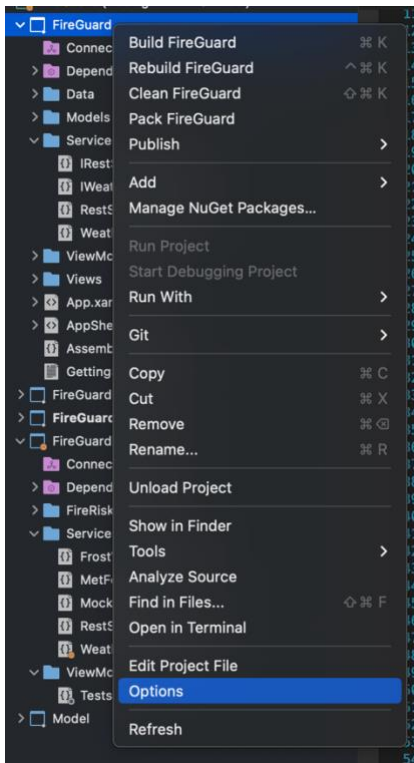 FireGuard
Connec
Depend
Data
Models
Service
IRest
IWeat
RestS
Weat
ViewMo
Views
App.xar
AppShe
Assemb
Getting
FireGuard
FireGuard
FireGuard
Connec
Depend
FireRisk
Service
Frost
MetF
Mock
RestS
Weat
ViewMo
Tests
Model
Build FireGuard ⌘ K
Rebuild FireGuard ^ ⌘ K
Clean FireGuard ⇧ ⌘ K
Pack FireGuard
Publish
Add
Manage NuGet Packages...
Run Project
Start Debugging Project
Run With
Git
Copy ⌘ C
Cut ⌘ X
Remove ⌘ ⌫
Rename... ⌘ R
Unload Project
Show in Finder
Tools
Analyze Source
Find in Files... ⇧ ⌘ F
Open in Terminal
Edit Project File
Options
Refresh